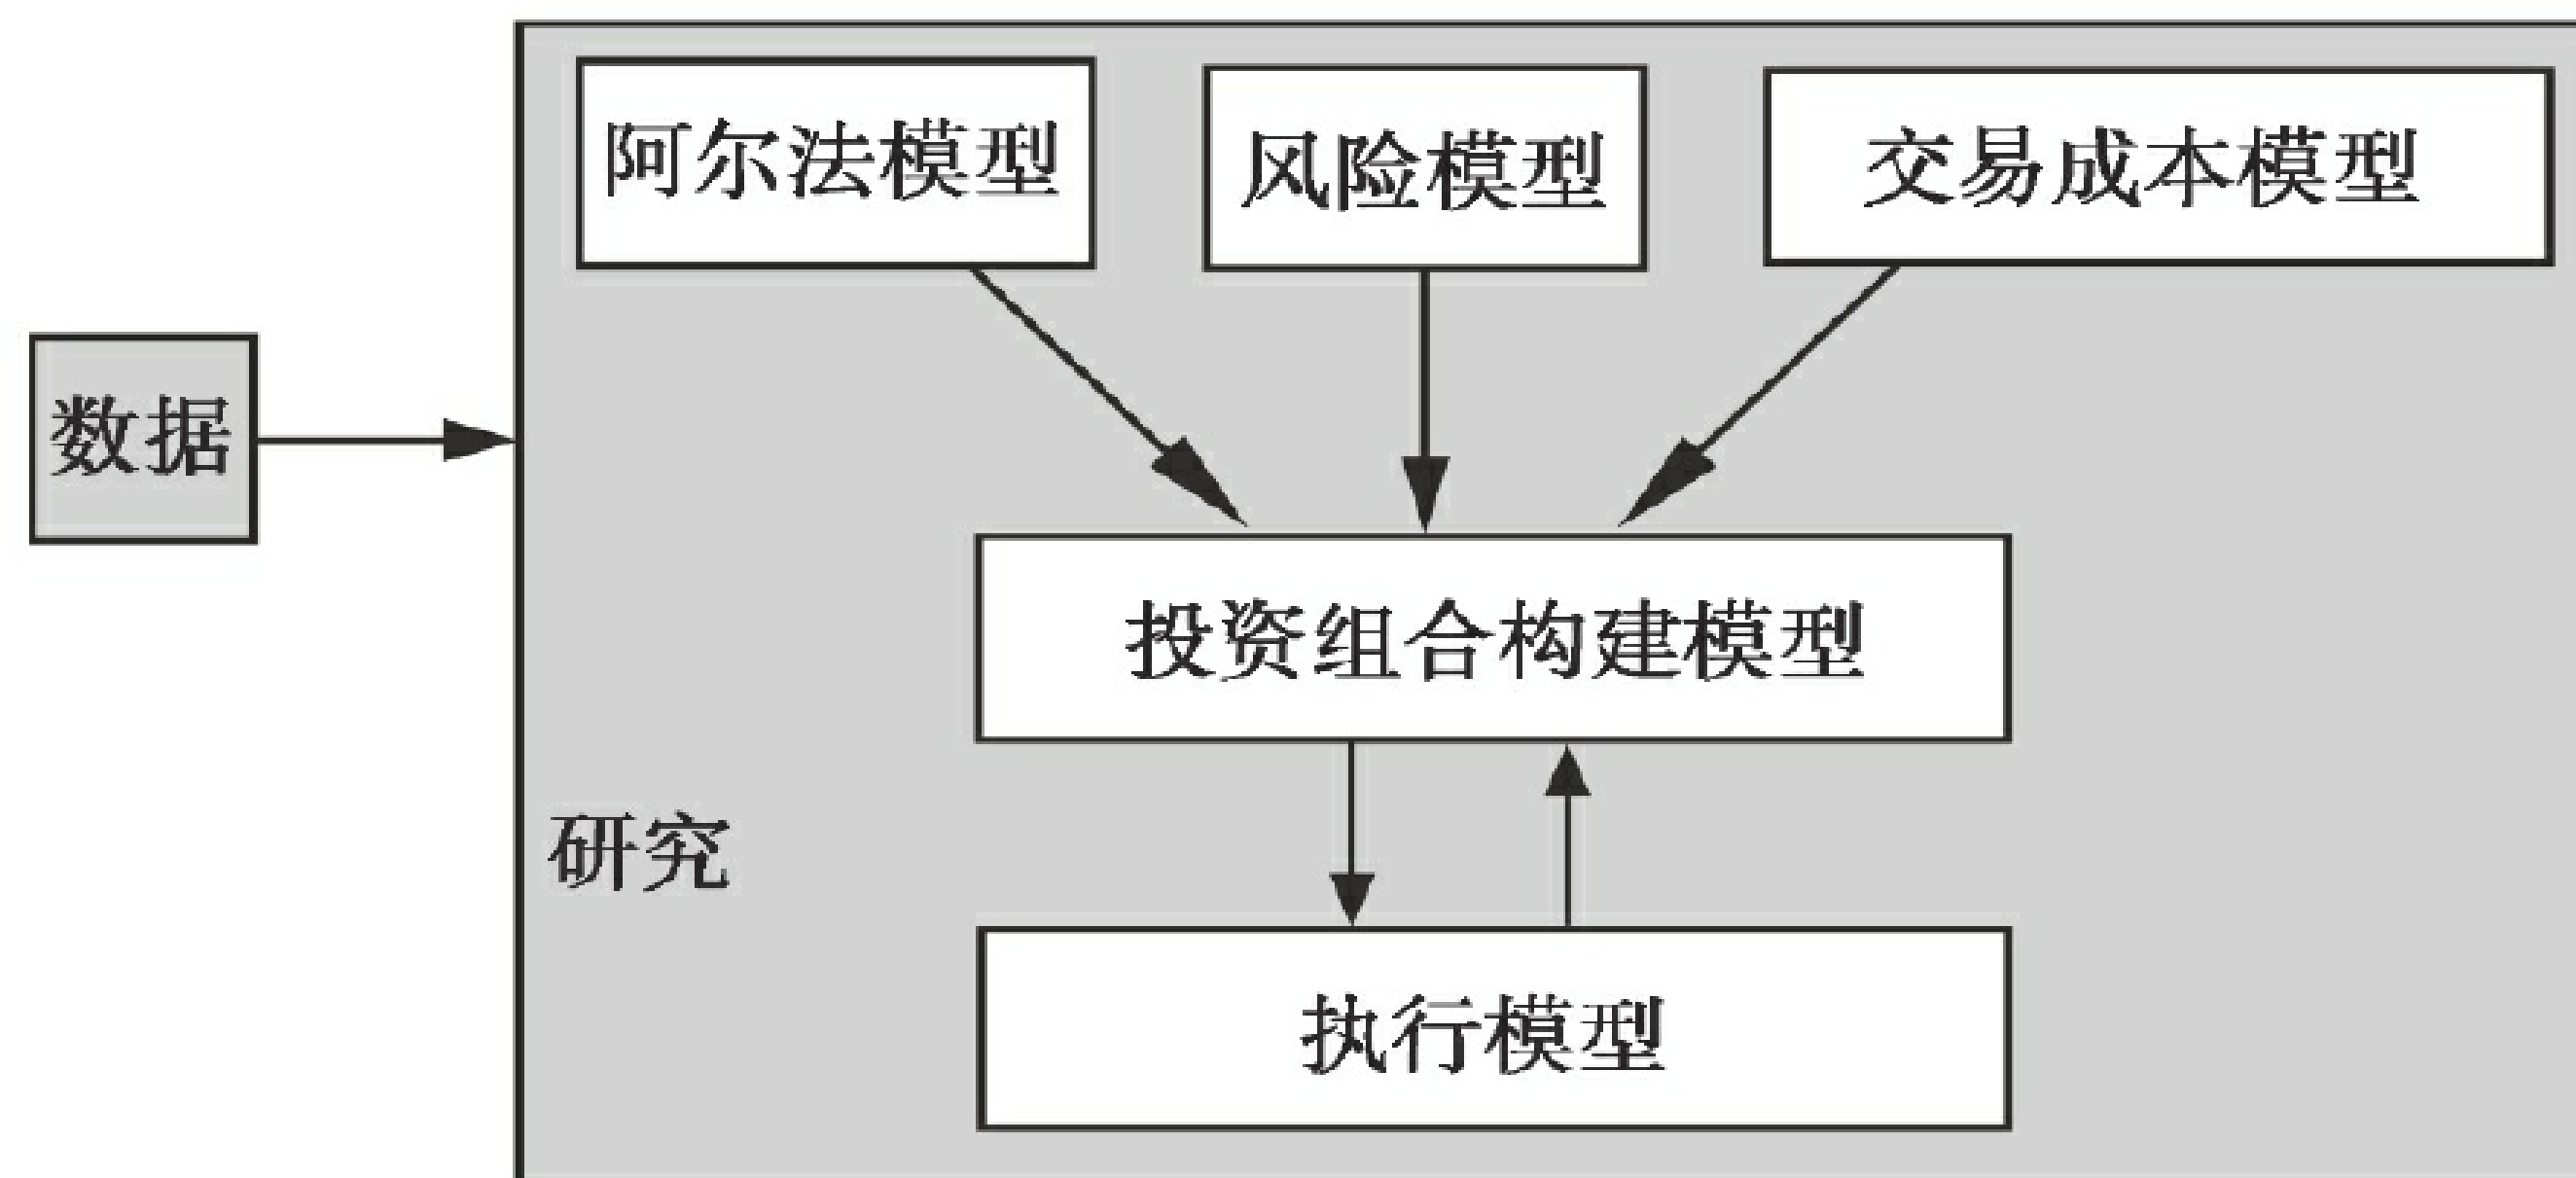 阿尔法模型
风险模型
交易成本模型
数据
投资组合构建模型
研究
执行模型